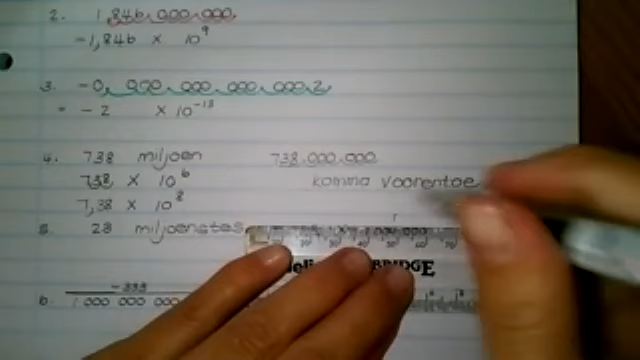 2. 1,846 000 000.
-1,846 x 10⁹
3. -0, 000 000 000 000 2
= -2 x 10⁻¹³
4. 738 miljoen 738 000 000
738 x 10⁶ komma voorentoe
7,38 x 10⁸
5. 28 miljoenstes
6. -333
1 000 000 000